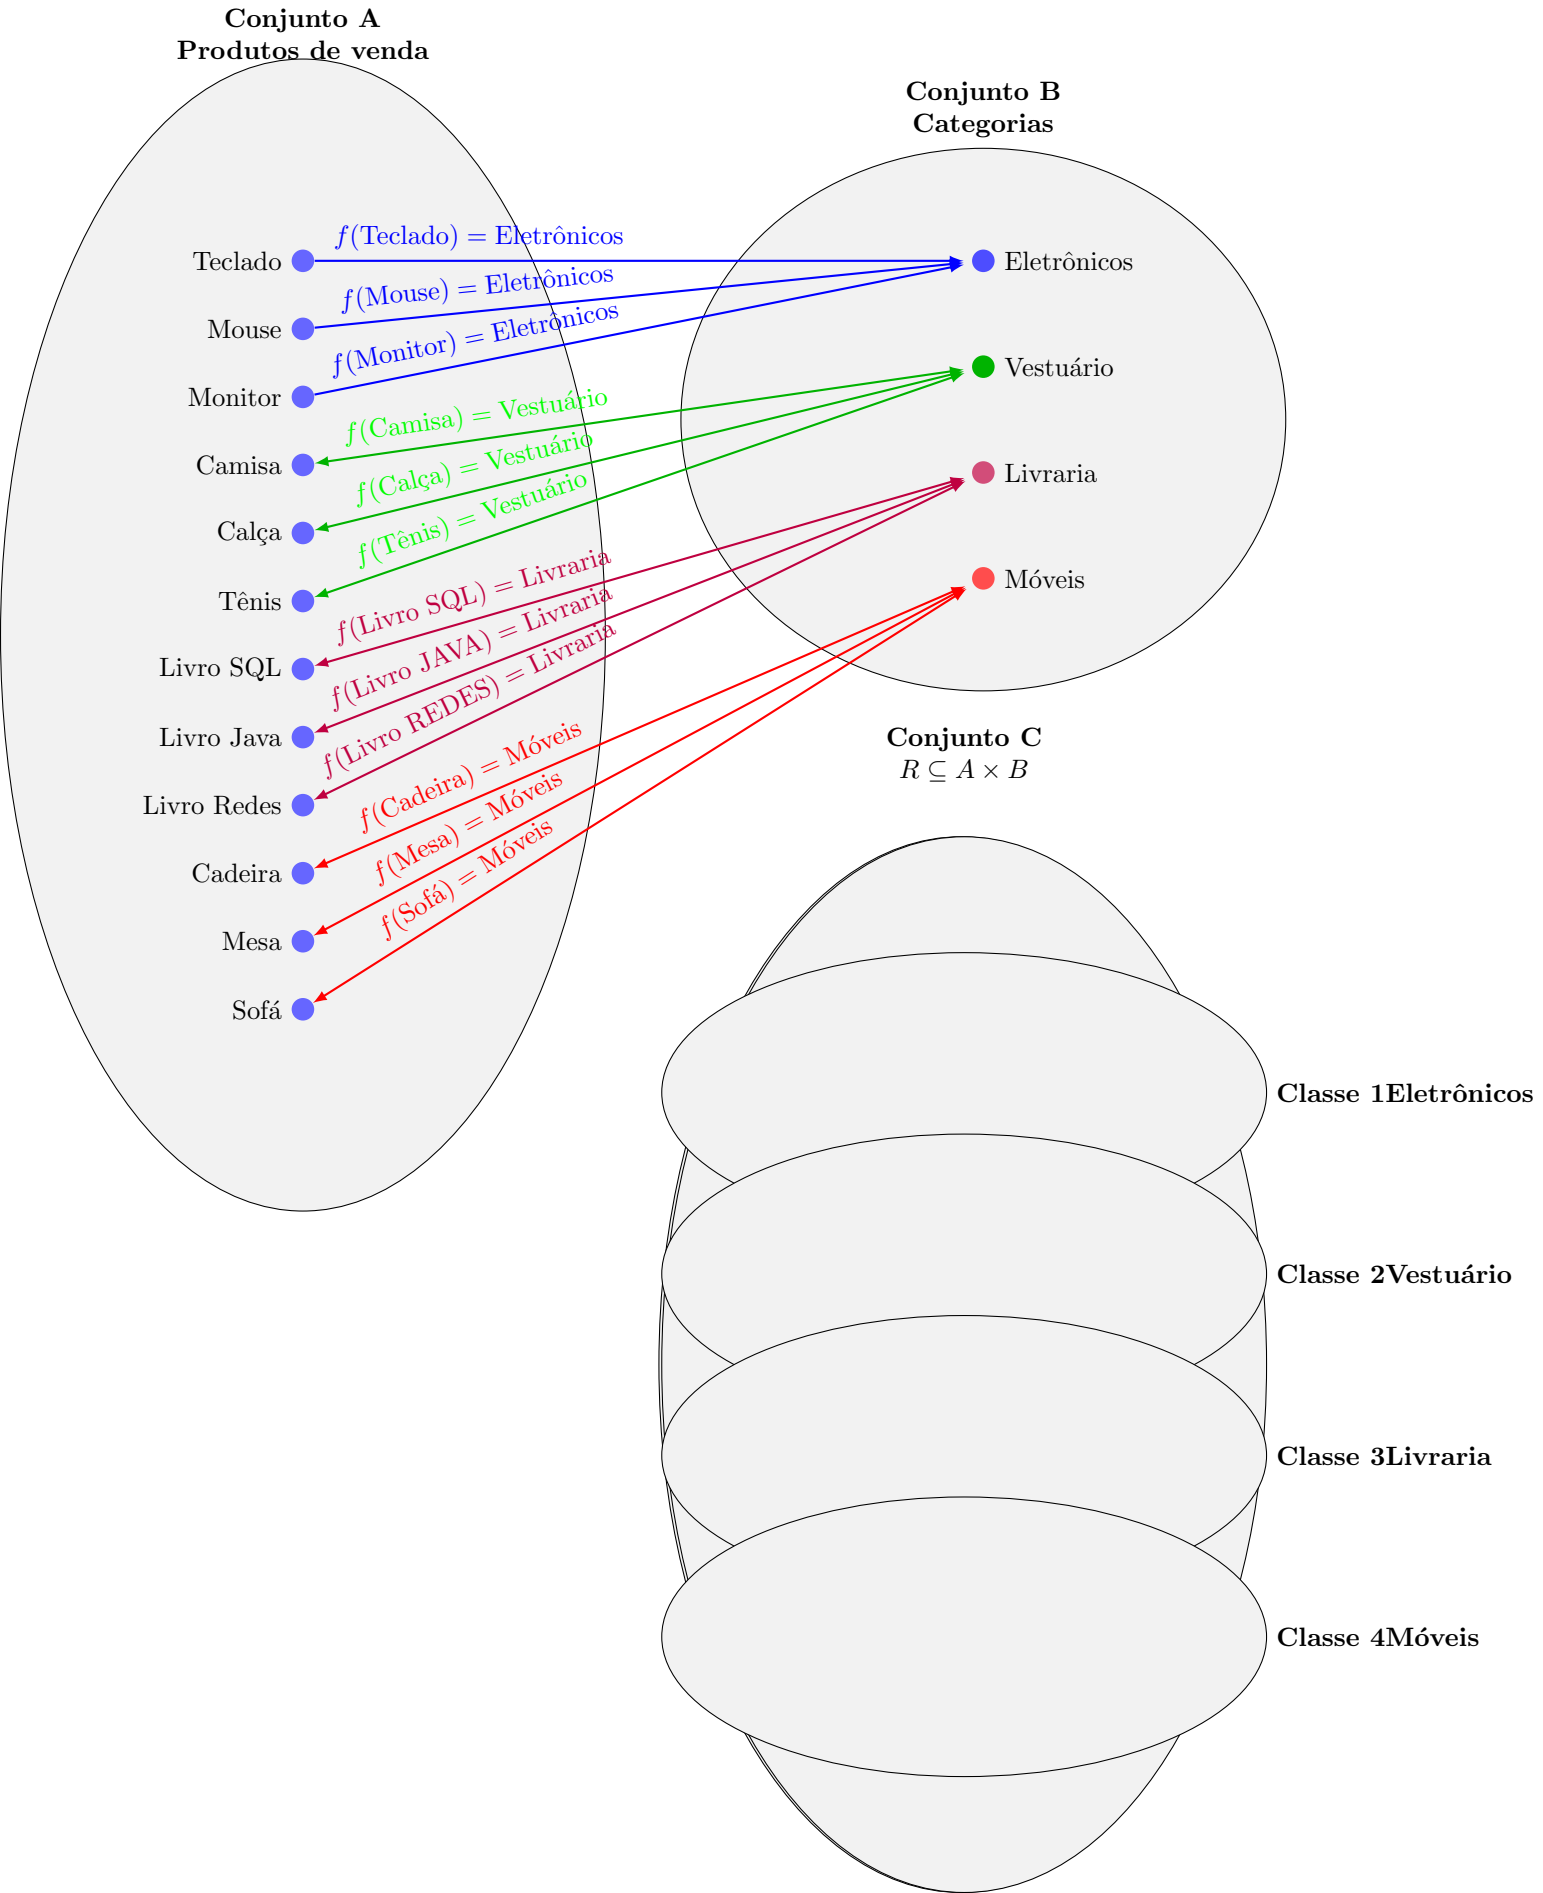 Conjunto A
Produtos de venda
Conjunto B
Categorias
Teclado
Mouse
Monitor
Camisa
Calça
Tênis
Livro SQL
Livro Java
Livro Redes
Cadeira
Mesa
Sofá
f(Teclado) = Eletrônicos
f(Mouse) = Eletrônicos
f(Monitor) = Eletrônicos
f(Camisa) = Vestuário
f(Calça) = Vestuário
f(Tênis) = Vestuário
f(Livro SQL) = Livraria
f(Livro JAVA) = Livraria
f(Livro REDES) = Livraria
f(Cadeira) = Móveis
f(Mesa) = Móveis
f(Sofá) = Móveis
Eletrônicos
Vestuário
Livraria
Móveis
Conjunto C
R ⊆ A × B
Classe 1Eletrônicos
Classe 2Vestuário
Classe 3Livraria
Classe 4Móveis